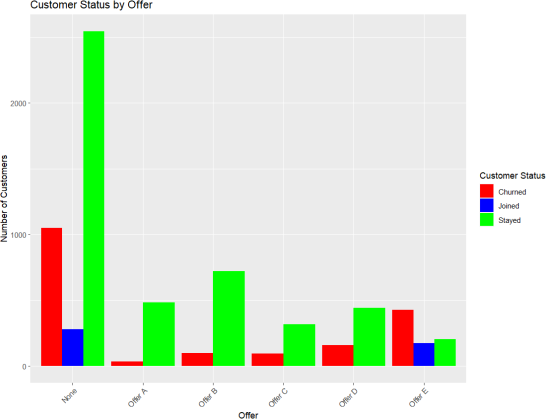 Customer Status by Offer
Number of Customers
2000
1000
0
None
Offer A
Offer B
Offer C
Offer D
Offer E
Offer
Customer Status
Churned
Joined
Stayed